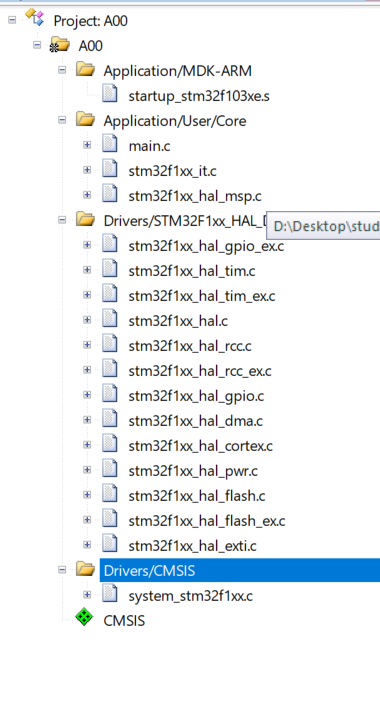 Project: A00
A00
Application/MDK-ARM
startup_stm32f103xe.s
Application/User/Core
main.c
stm32f1xx_it.c
stm32f1xx_hal_msp.c
Drivers/STM32F1xx_HAL_D
D:\Desktop\stud
stm32f1xx_hal_gpio_ex.c
stm32f1xx_hal_tim.c
stm32f1xx_hal_tim_ex.c
stm32f1xx_hal.c
stm32f1xx_hal_rcc.c
stm32f1xx_hal_rcc_ex.c
stm32f1xx_hal_gpio.c
stm32f1xx_hal_dma.c
stm32f1xx_hal_cortex.c
stm32f1xx_hal_pwr.c
stm32f1xx_hal_flash.c
stm32f1xx_hal_flash_ex.c
stm32f1xx_hal_exti.c
Drivers/CMSIS
system_stm32f1xx.c
CMSIS